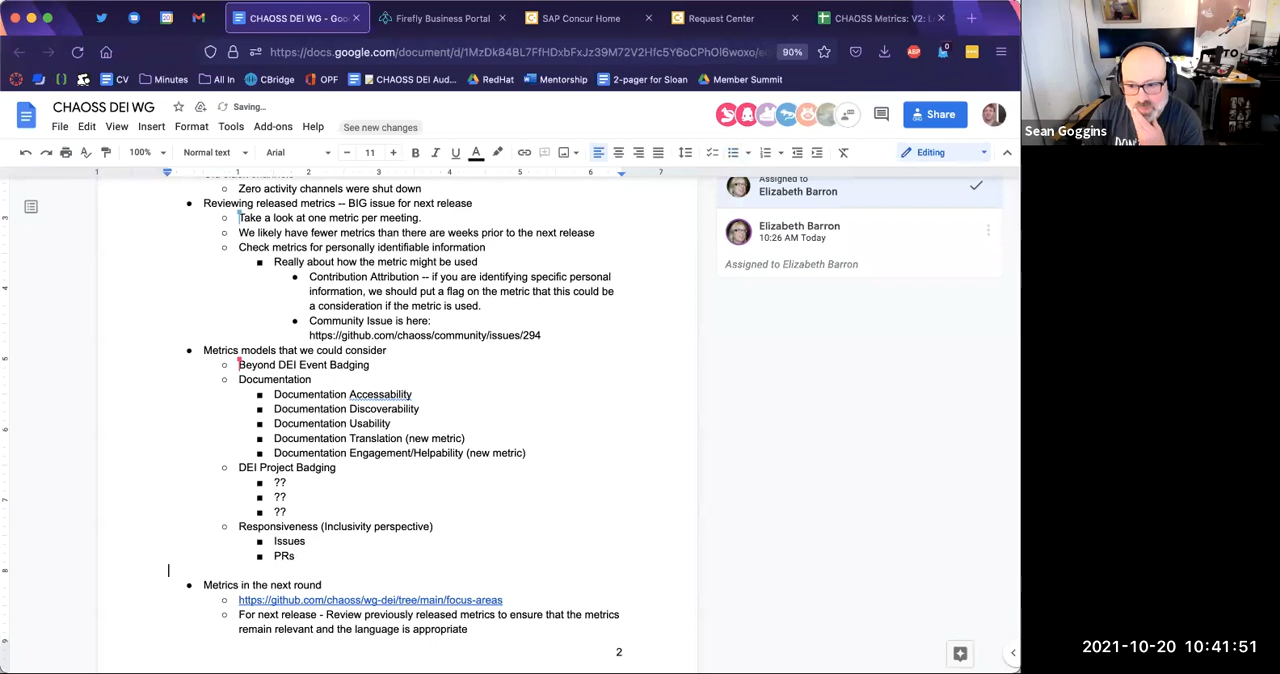 CHAOSS DEI WG - Goo
Firefly Business Portal
SAP Concur Home
Request Center
CHAOSS Metrics: V2: L
https://docs.google.com/document/d/1MzDk84BL7FfHDxbFxJz39M72V2Hfc5Y6oCPhOl6woxo/e
90%
ABP
0
CV
Minutes
All In
CBridge
OPF
CHAOSS DEI Aud...
RedHat
Mentorship
2-pager for Sloan
Member Summit
CHAOSS DEI WG
Saving...
File Edit View Insert Format Tools Add-ons Help
See new changes
Share
100%
Normal text
Arial
11
B I U A
Editing
1 1 2 3 4 5 6 7
Zero activity channels were shut down
Reviewing released metrics -- BIG issue for next release
Take a look at one metric per meeting.
We likely have fewer metrics than there are weeks prior to the next release
Check metrics for personally identifiable information
Really about how the metric might be used
Contribution Attribution -- if you are identifying specific personal
information, we should put a flag on the metric that this could be
a consideration if the metric is used.
Community Issue is here:
https://github.com/chaoss/community/issues/294
Metrics models that we could consider
Beyond DEI Event Badging
Documentation
Documentation Accessability
Documentation Discoverability
Documentation Usability
Documentation Translation (new metric)
Documentation Engagement/Helpability (new metric)
DEI Project Badging
??
??
??
Responsiveness (Inclusivity perspective)
Issues
PRs
Metrics in the next round
https://github.com/chaoss/wg-dei/tree/main/focus-areas
For next release - Review previously released metrics to ensure that the metrics
remain relevant and the language is appropriate
2
Assigned to
Elizabeth Barron
Elizabeth Barron
10:26 AM Today
Assigned to Elizabeth Barron
Sean Goggins
2021-10-20 10:41:51